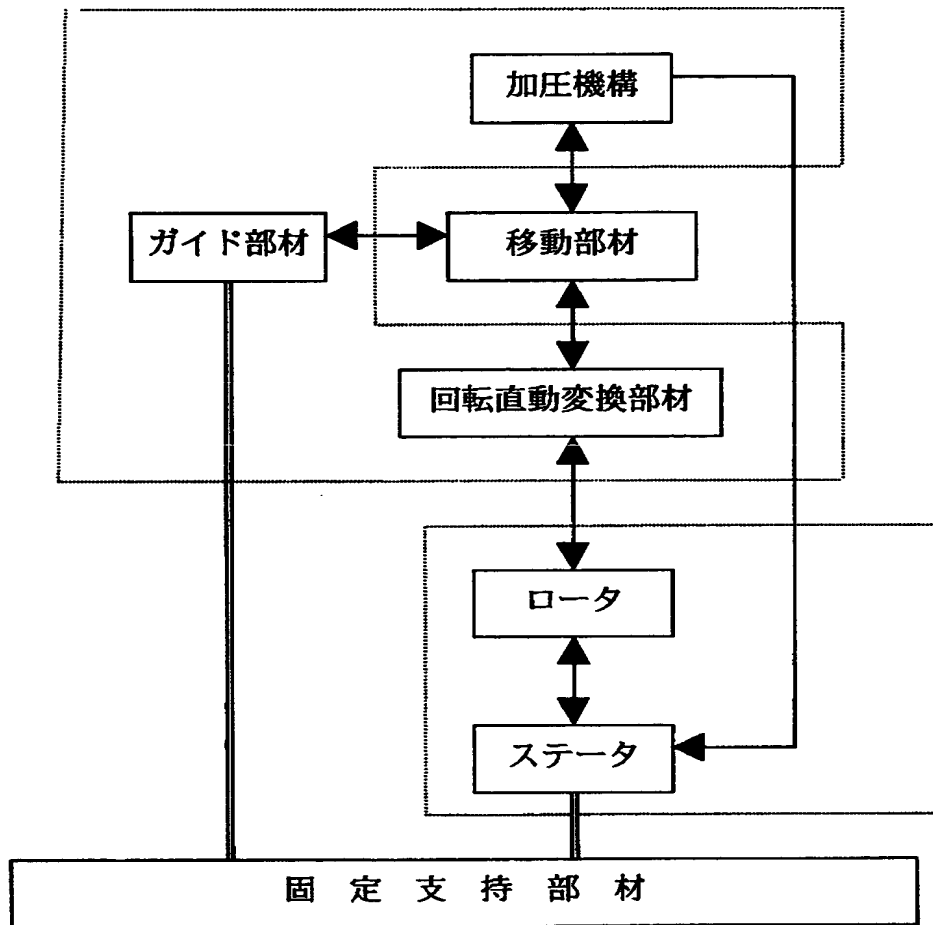 加圧機構
ガイド部材
移動部材
回転直動変換部材
ロータ
ステータ
固 定 支 持 部 材